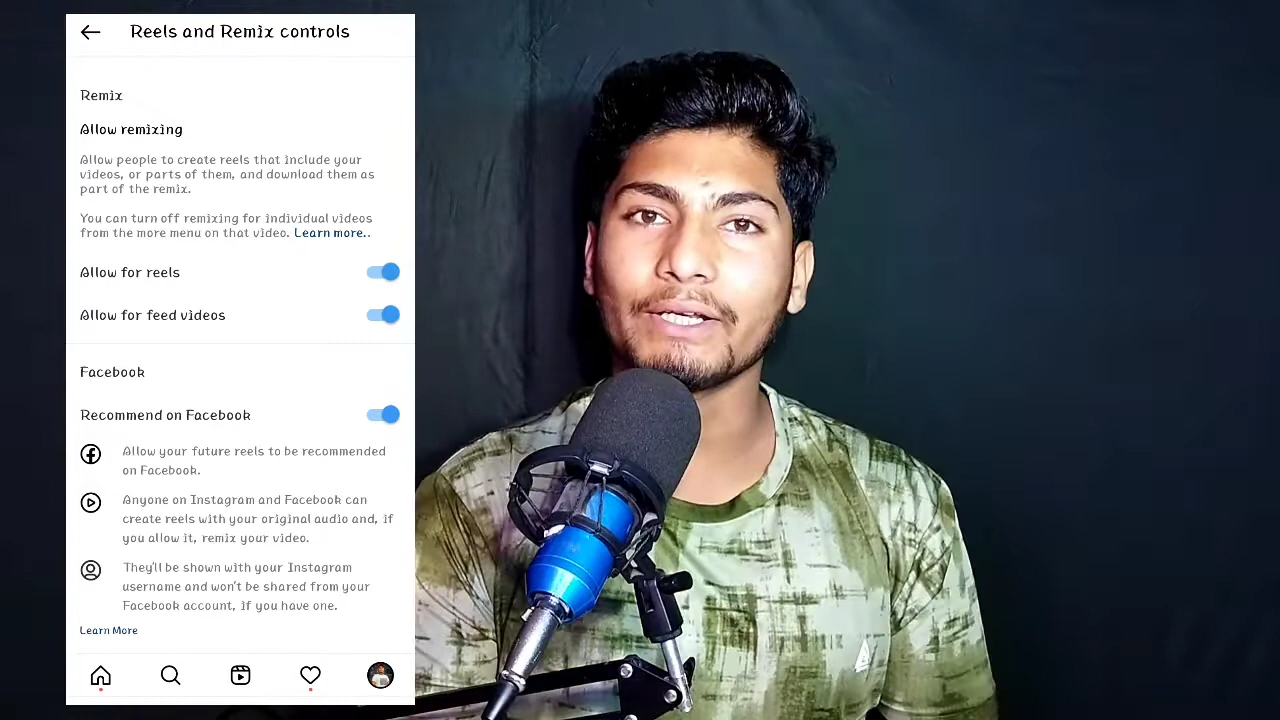 Reels and Remix controls
Remix
Allow remixing
Allow people to create reels that include your
videos, or parts of them, and download them as
part of the remix.
You can turn off remixing for individual videos
from the more menu on that video. Learn more..
Allow for reels
Allow for feed videos
Facebook
Recommend on Facebook
Allow your future reels to be recommended
on Facebook.
Anyone on Instagram and Facebook can
create reels with your original audio and, if
you allow it, remix your video.
They'll be shown with your Instagram
username and won't be shared from your
Facebook account, if you have one.
Learn More